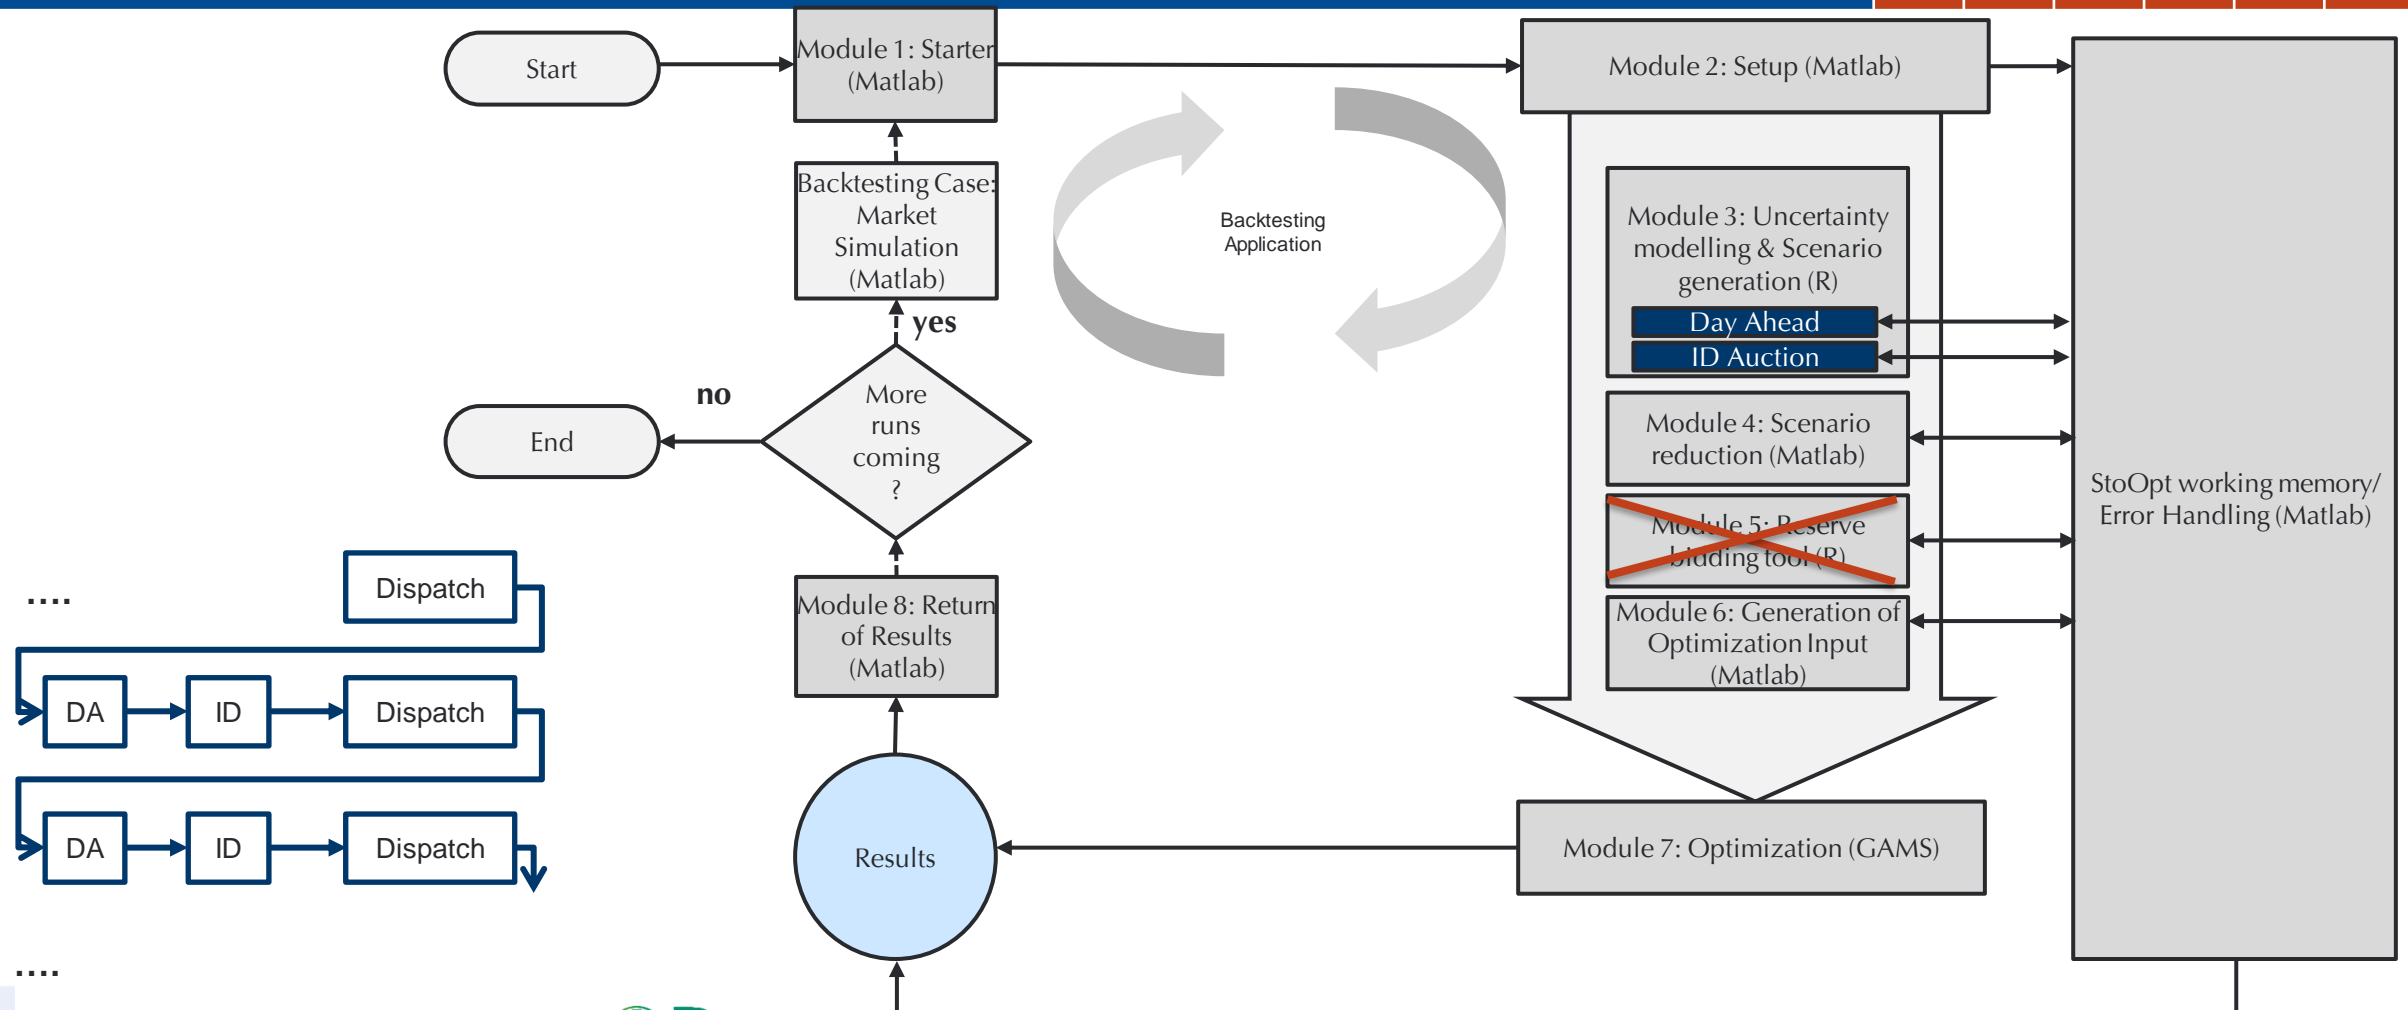 Start
Module 1: Starter
(Matlab)
Module 2: Setup (Matlab)
Backtesting Case:
Market
Simulation
(Matlab)
Backtesting
Application
Module 3: Uncertainty
modelling & Scenario
generation (R)
Day Ahead
ID Auction
yes
no
More
runs
coming
?
End
Module 4: Scenario
reduction (Matlab)
StoOpt working memory/
Error Handling (Matlab)
Module 5: Reserve
bidding tool (R)
Module 6: Generation of
Optimization Input
(Matlab)
Module 8: Return
of Results
(Matlab)
....
Dispatch
DA
ID
Dispatch
DA
ID
Dispatch
Results
Module 7: Optimization (GAMS)
....